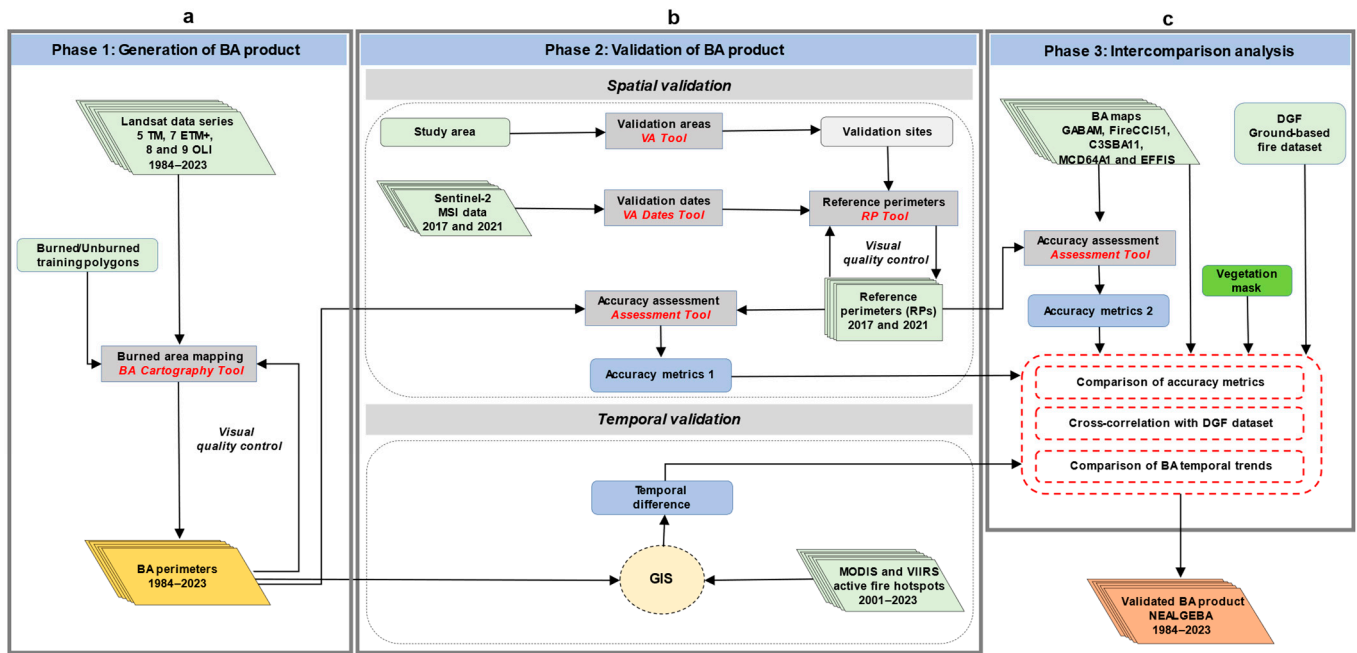 a
Phase 1: Generation of BA product
Landsat data series
5 TM, 7 ETM+,
8 and 9 OLI
1984–2023
Burned/Unburned
training polygons
Burned area mapping
BA Cartography Tool
Visual
quality control
BA perimeters
1984–2023
b
Phase 2: Validation of BA product
Spatial validation
Study area
Validation areas
VA Tool
Validation sites
Sentinel-2
MSI data
2017 and 2021
Validation dates
VA Dates Tool
Reference perimeters
RP Tool
Visual
quality control
Accuracy assessment
Assessment Tool
Reference
perimeters (RPs)
2017 and 2021
Accuracy metrics 1
Temporal validation
Temporal
difference
GIS
MODIS and VIIRS
active fire hotspots
2001–2023
c
Phase 3: Intercomparison analysis
BA maps
GABAM, FireCCI51,
C3SBA11,
MCD64A1 and EFFIS
DGF
Ground-based
fire dataset
Accuracy assessment
Assessment Tool
Vegetation
mask
Accuracy metrics 2
Comparison of accuracy metrics
Cross-correlation with DGF dataset
Comparison of BA temporal trends
Validated BA product
NEALGEBA
1984–2023